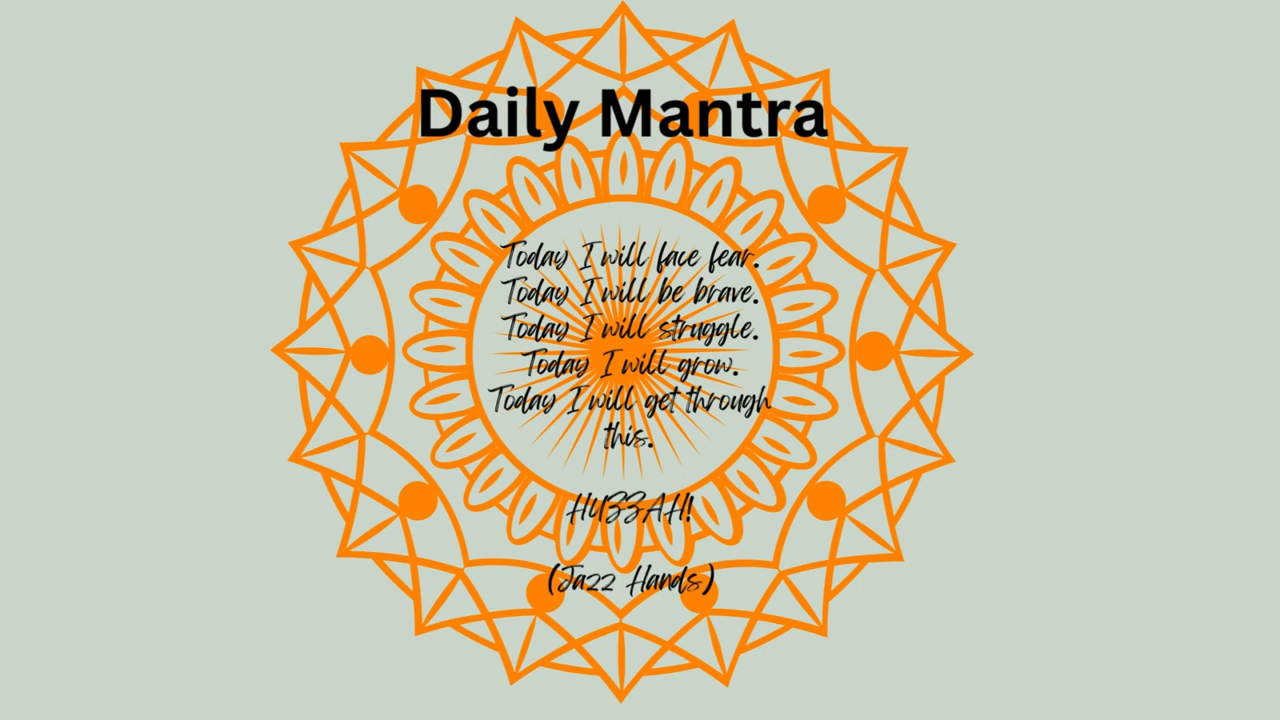 Daily Mantra
Today I will face fear.
Today I will be brave.
Today I will struggle.
Today I will grow.
Today I will get through
this.
HUZZAH!
(Jazz Hands)